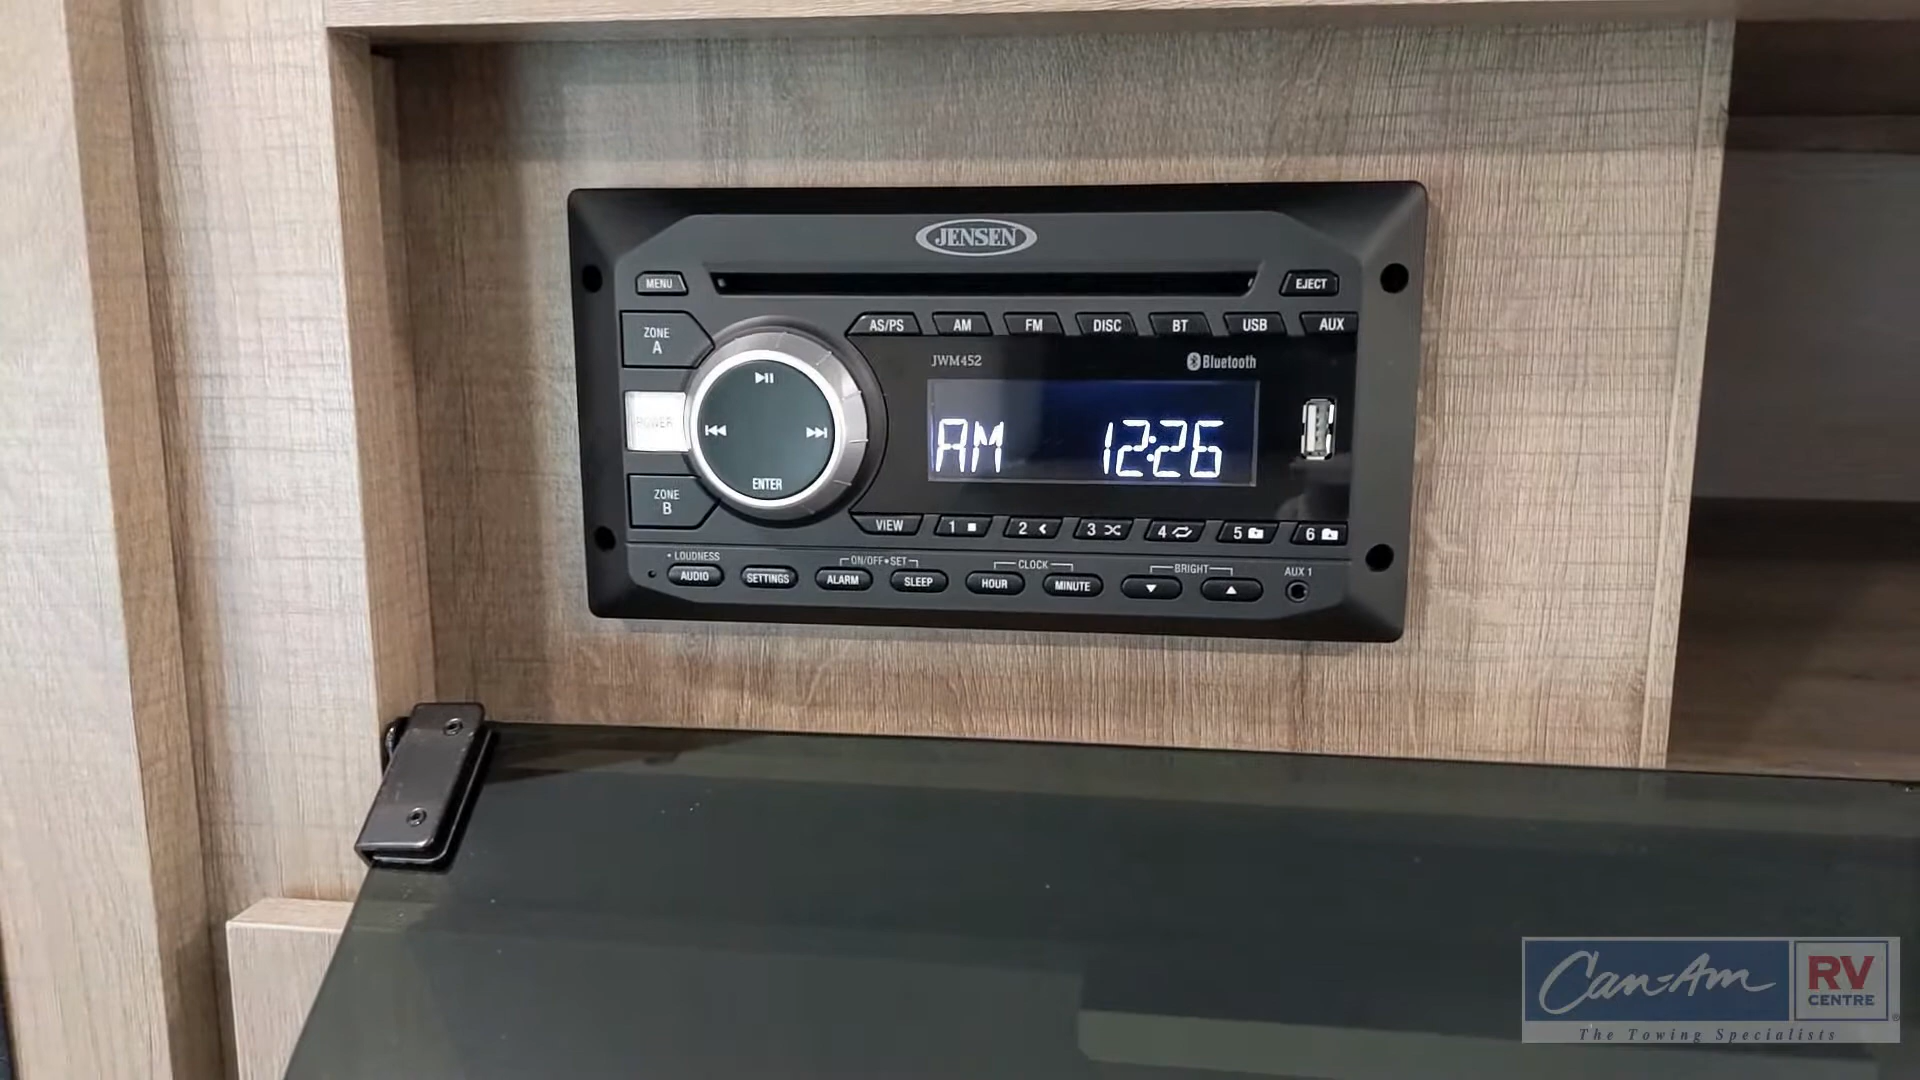 JENSEN
MENU
EJECT
ZONE
A
AS/PS AM FM DISC BT USB AUX
JWM452
Bluetooth
POWER
AM 12:26
ENTER
ZONE
B
VIEW 1 2 3 4 5 6
• LOUDNESS
ON/OFF•SET
CLOCK
BRIGHT
AUX 1
AUDIO SETTINGS ALARM SLEEP HOUR MINUTE
Can-Am RV
CENTRE
The Towing Specialists